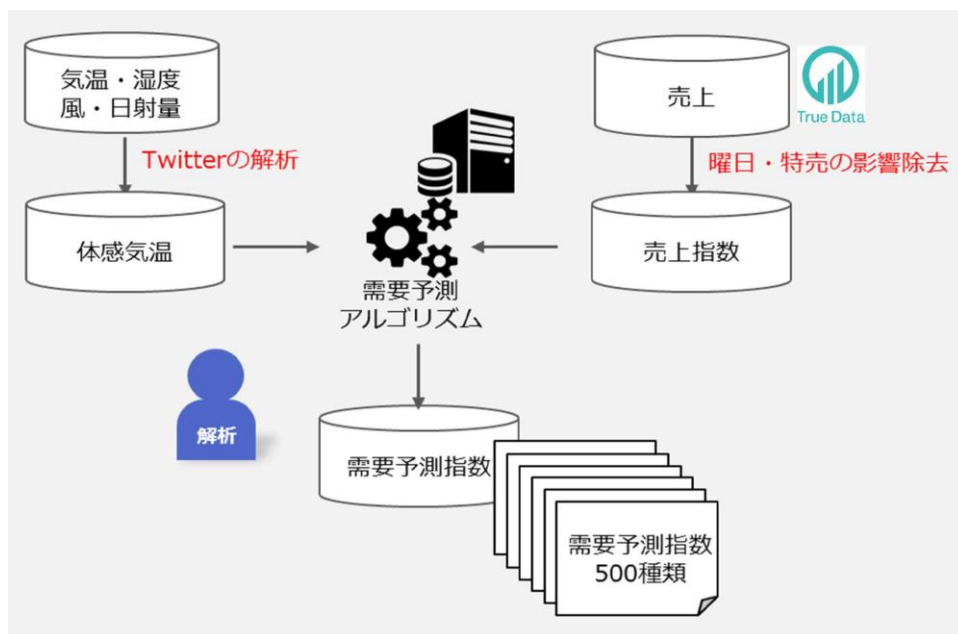 気温・湿度
風・日射量
売上
True Data
Twitterの解析
曜日・特売の影響除去
体感気温
売上指数
需要予測
アルゴリズム
解析
需要予測指数
需要予測指数
500種類